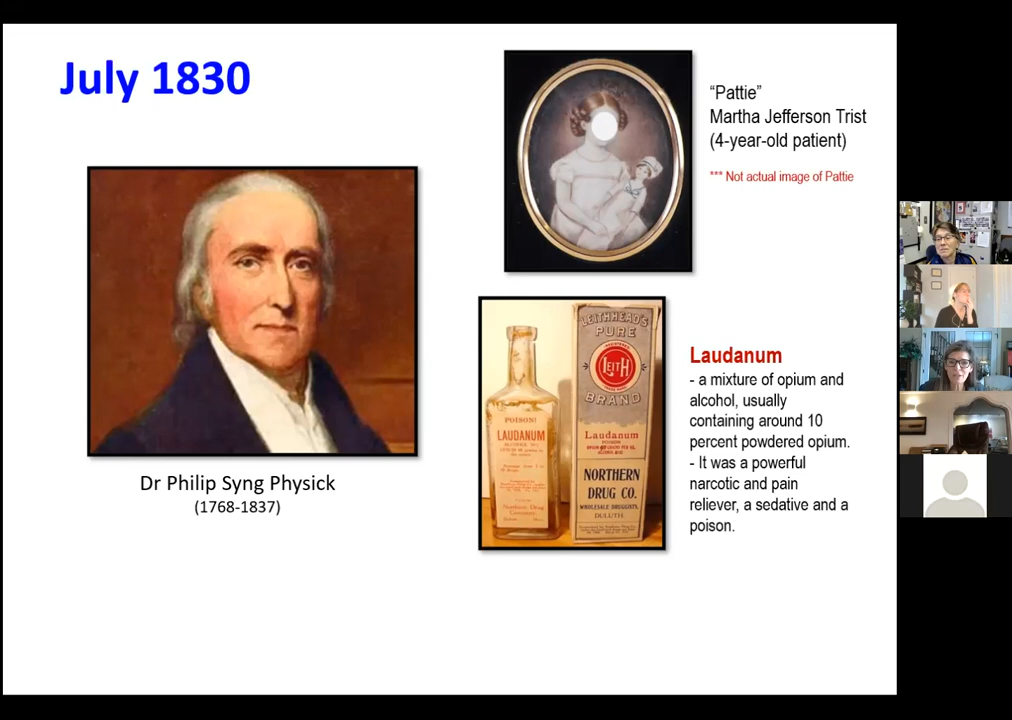 July 1830
“Pattie”
Martha Jefferson Trist
(4-year-old patient)
*** Not actual image of Pattie
Dr Philip Syng Physick
(1768-1837)
POISON!
LAUDANUM
LEITHHEAD'S
PURE
LEITH
BRAND
Laudanum
NORTHERN
DRUG CO.
WHOLESALE DRUGGISTS,
DULUTH.
Laudanum
- a mixture of opium and
alcohol, usually
containing around 10
percent powdered opium.
- It was a powerful
narcotic and pain
reliever, a sedative and a
poison.